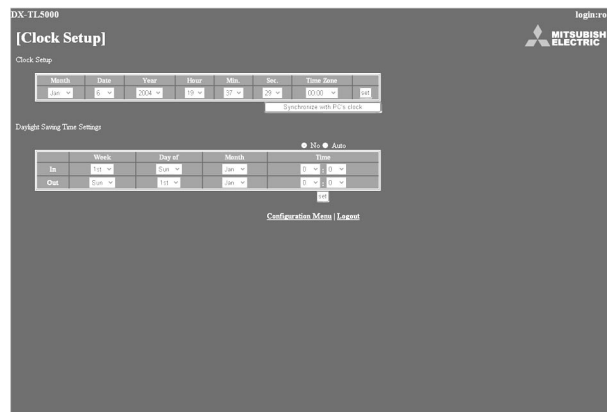 DX-TL5000 login:ro
[Clock Setup]
MITSUBISH
ELECTRIC
Clock Setup
Month Date Year Hour Min. Sec. Time Zone
Jan 6 2004 19 37 29 00:00 set
Synchronize with PC's clock
Daylight Saving Time Settings
No Auto
Week Day of Month Time
In 1st Sun Jan 0 : 0
Out Sun 1st Jan 0 : 0
set
Configuration Menu | Logout